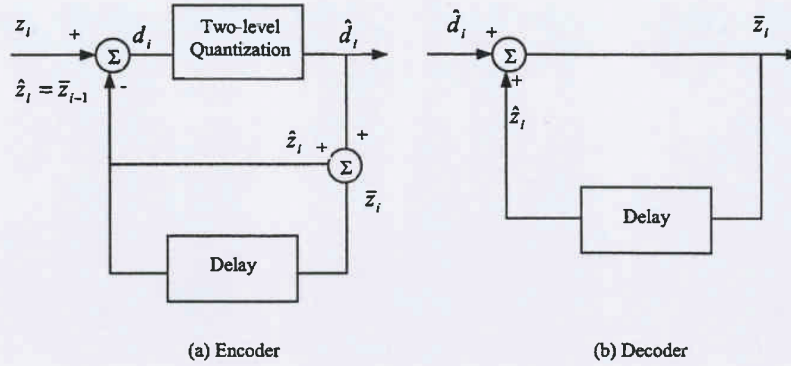 z_i + Σ d_i Two-level Quantization d̂_i
ẑ_i = z̄_{i-1} -
ẑ_i + + Σ
z̄_i
Delay
(a) Encoder
d̂_i + Σ z̄_i
+
ẑ_i
Delay
(b) Decoder